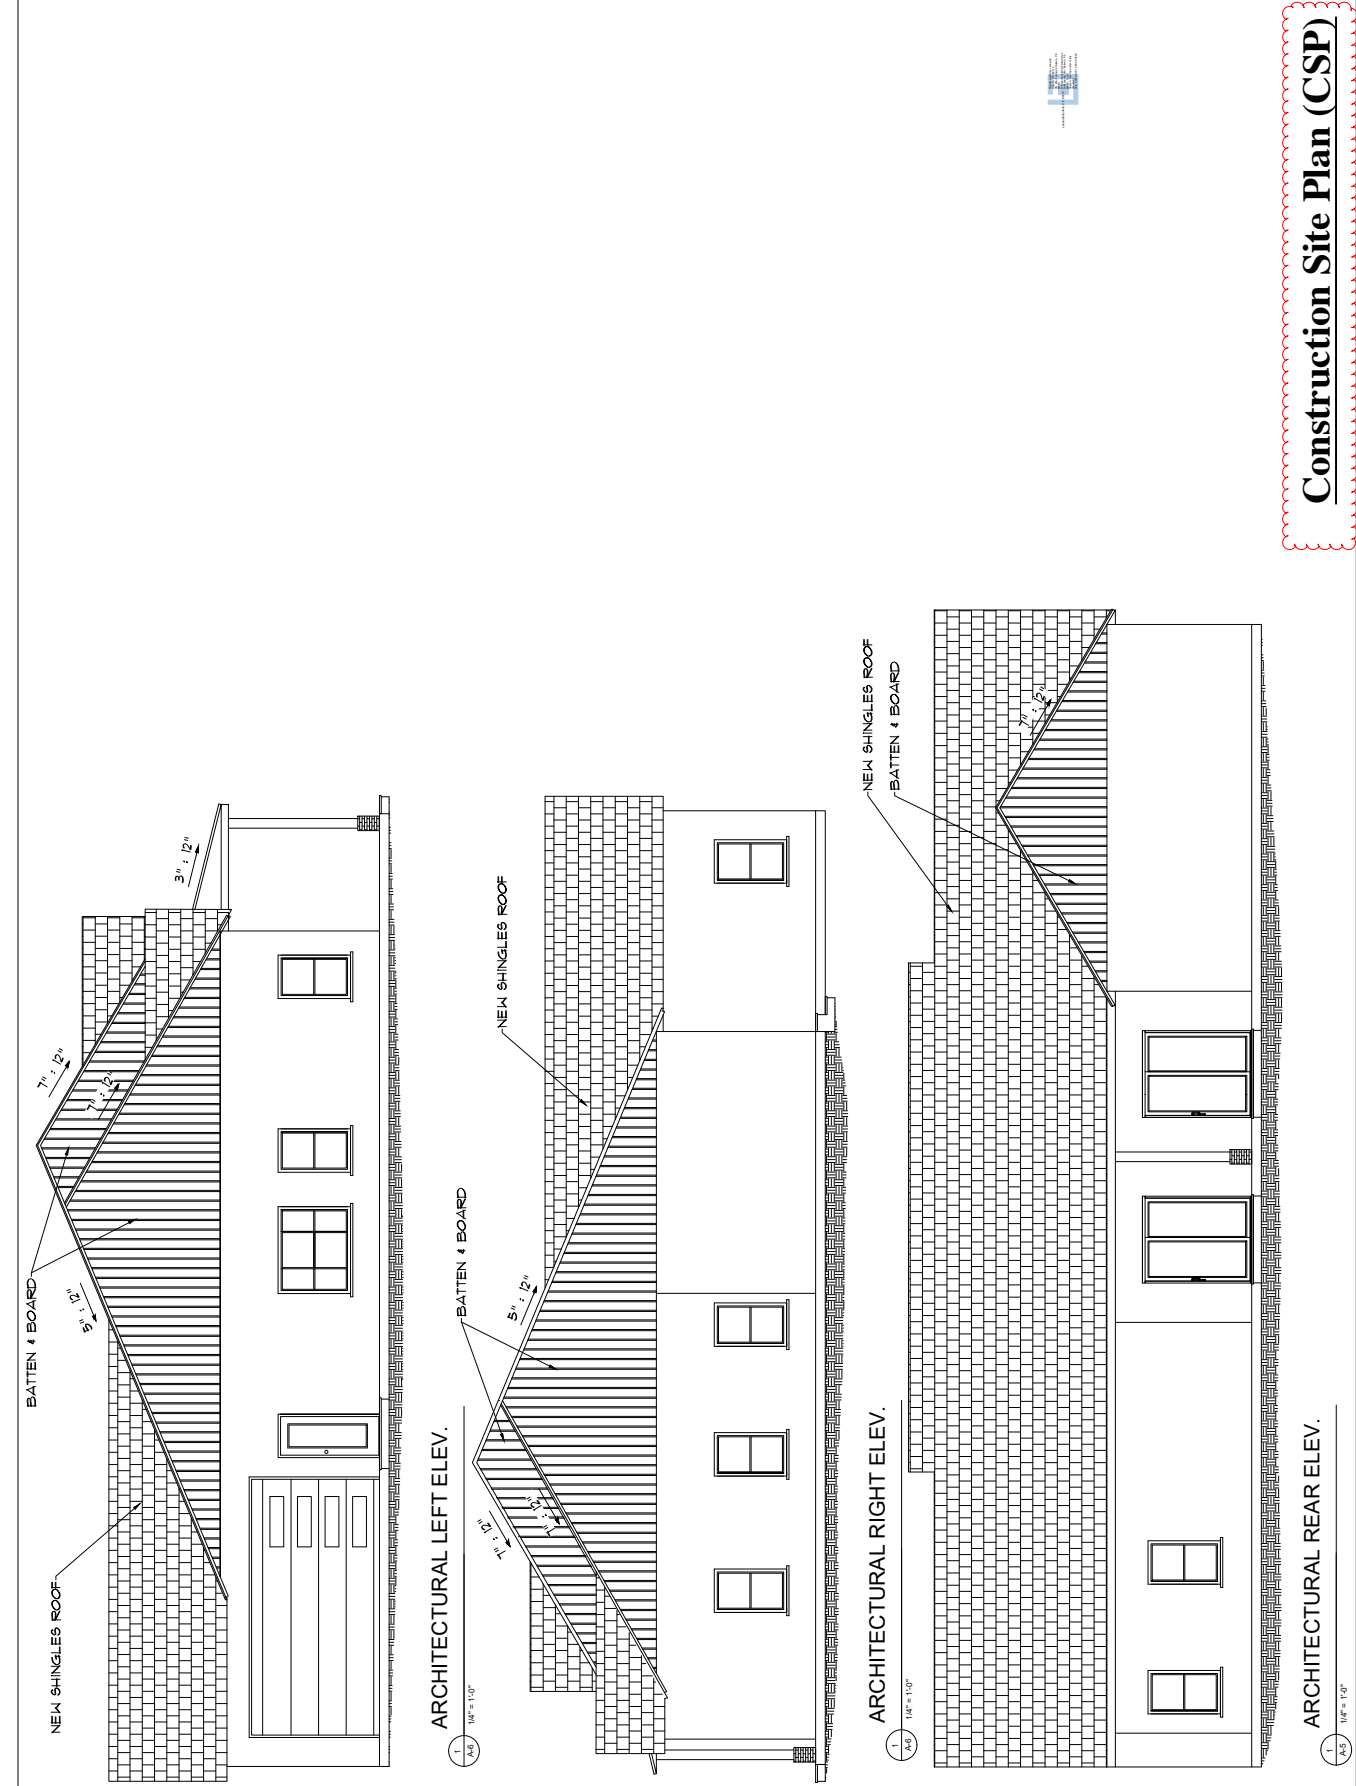 BATTEN & BOARD
NEW SHINGLES ROOF
7" : 12"
7" : 12"
5" : 12"
3" : 12"
ARCHITECTURAL LEFT ELEV.
1
A-6
1/4" = 1'-0"
BATTEN & BOARD
NEW SHINGLES ROOF
7" : 12"
7" : 12"
5" : 12"
ARCHITECTURAL RIGHT ELEV.
1
A-6
1/4" = 1'-0"
NEW SHINGLES ROOF
BATTEN & BOARD
7" : 12"
ARCHITECTURAL REAR ELEV.
1
A-5
1/4" = 1'-0"
Construction Site Plan (CSP)